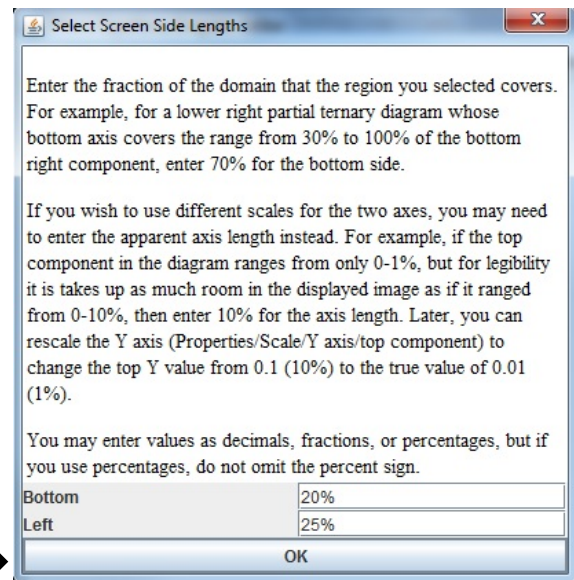 Select Screen Side Lengths
Enter the fraction of the domain that the region you selected covers.
For example, for a lower right partial ternary diagram whose
bottom axis covers the range from 30% to 100% of the bottom
right component, enter 70% for the bottom side.
If you wish to use different scales for the two axes, you may need
to enter the apparent axis length instead. For example, if the top
component in the diagram ranges from only 0-1%, but for legibility
it is takes up as much room in the displayed image as if it ranged
from 0-10%, then enter 10% for the axis length. Later, you can
rescale the Y axis (Properties/Scale/Y axis/top component) to
change the top Y value from 0.1 (10%) to the true value of 0.01
(1%).
You may enter values as decimals, fractions, or percentages, but if
you use percentages, do not omit the percent sign.
Bottom 20%
Left 25%
OK